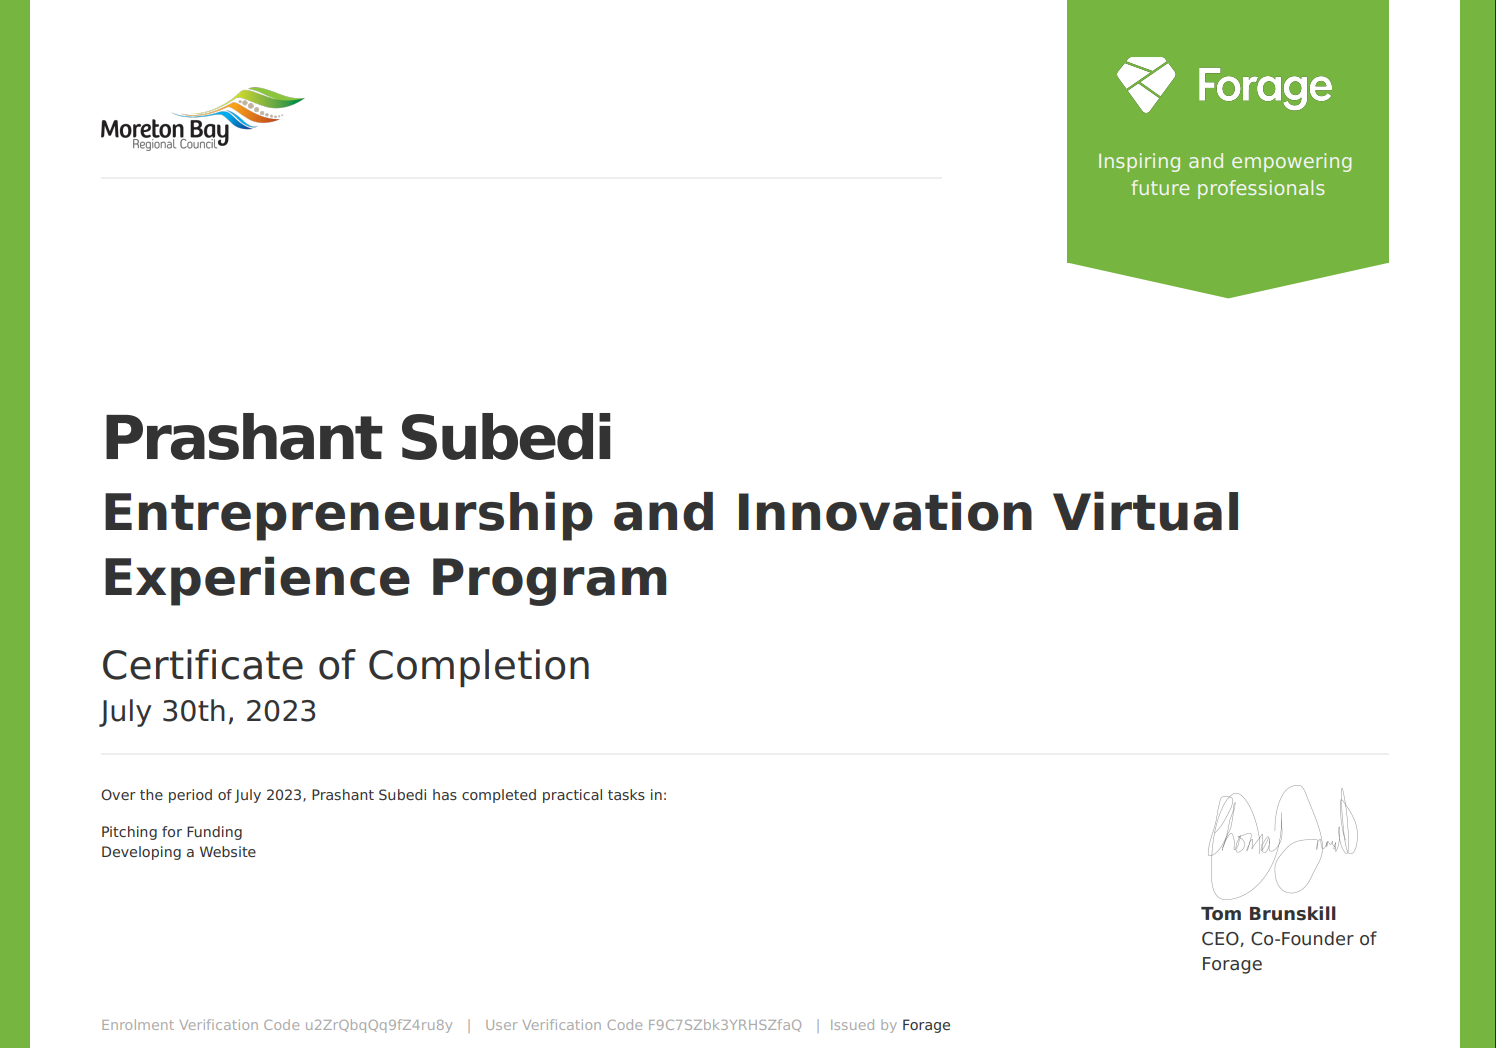 Moreton Bay
Regional Council
Forage
Inspiring and empowering
future professionals
Prashant Subedi
Entrepreneurship and Innovation Virtual
Experience Program
Certificate of Completion
July 30th, 2023
Over the period of July 2023, Prashant Subedi has completed practical tasks in:
Pitching for Funding
Developing a Website
Tom Brunskill
CEO, Co-Founder of
Forage
Enrolment Verification Code u2ZrQbqQq9fZ4ru8y | User Verification Code F9C7SZbk3YRHSZfaQ | Issued by Forage